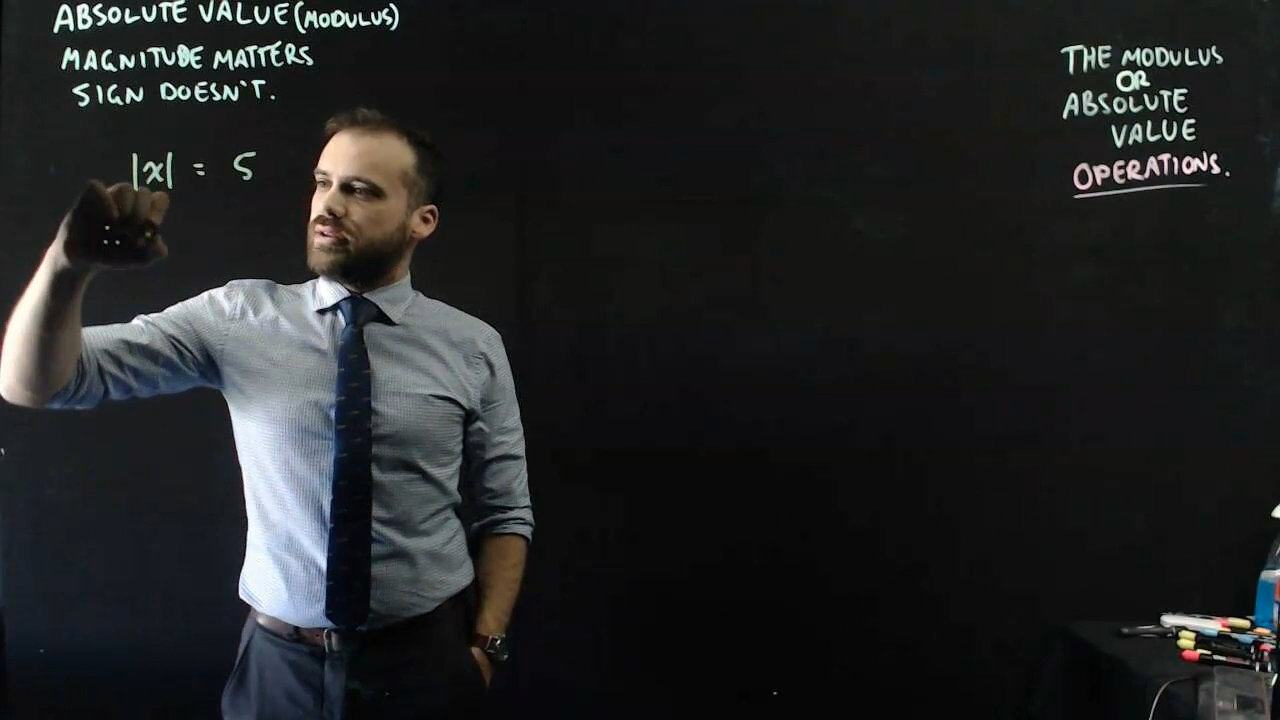 ABSOLUTE VALUE (MODULUS)
MAGNITUDE MATTERS
SIGN DOESN'T.
|x| = 5
THE MODULUS
OR
ABSOLUTE
VALUE
OPERATIONS.